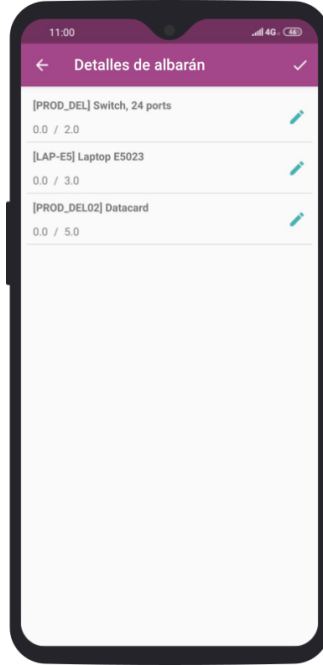 11:00
4G
48
Detalles de albarán
[PROD_DEL] Switch, 24 ports
0.0 / 2.0
[LAP-E5] Laptop E5023
0.0 / 3.0
[PROD_DEL02] Datacard
0.0 / 5.0